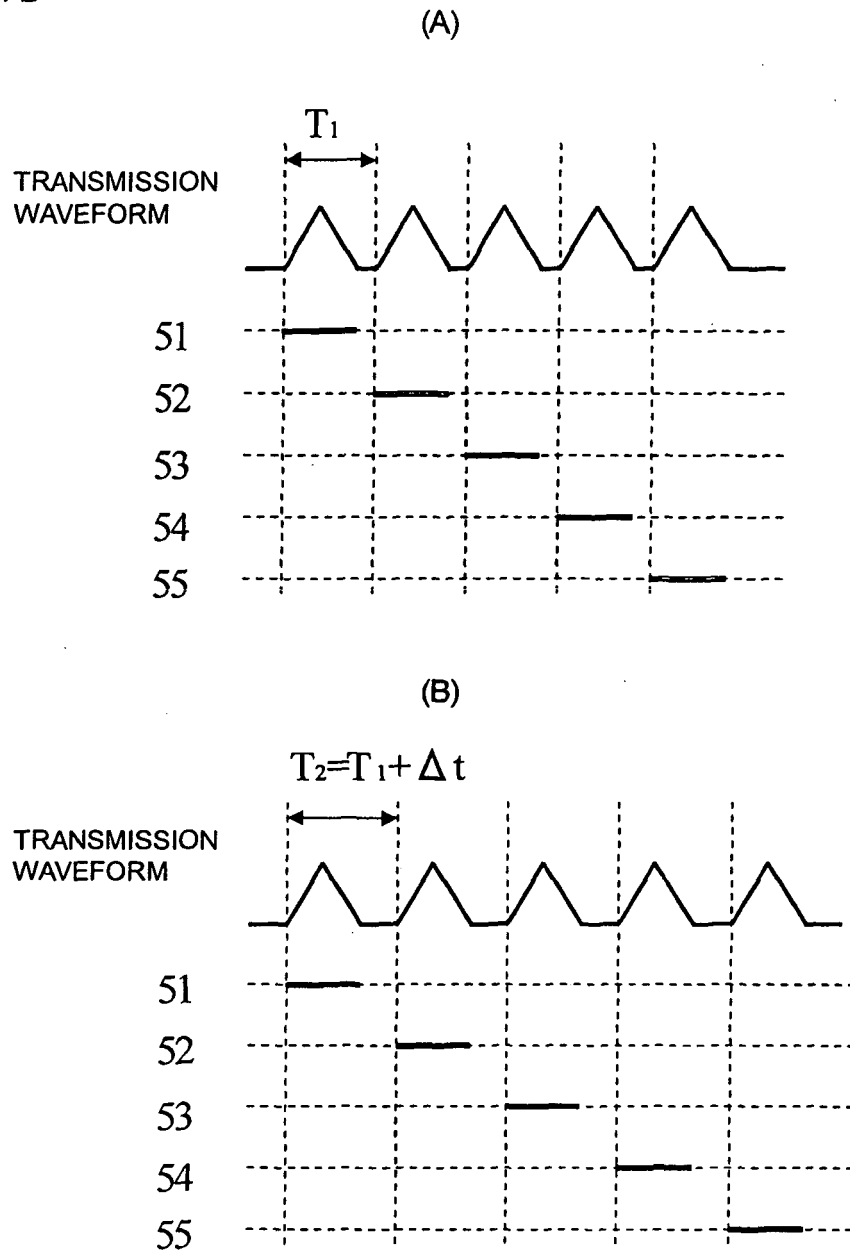 (A)
T1
TRANSMISSION
WAVEFORM
51
52
53
54
55
(B)
T2=T1+Δt
TRANSMISSION
WAVEFORM
51
52
53
54
55